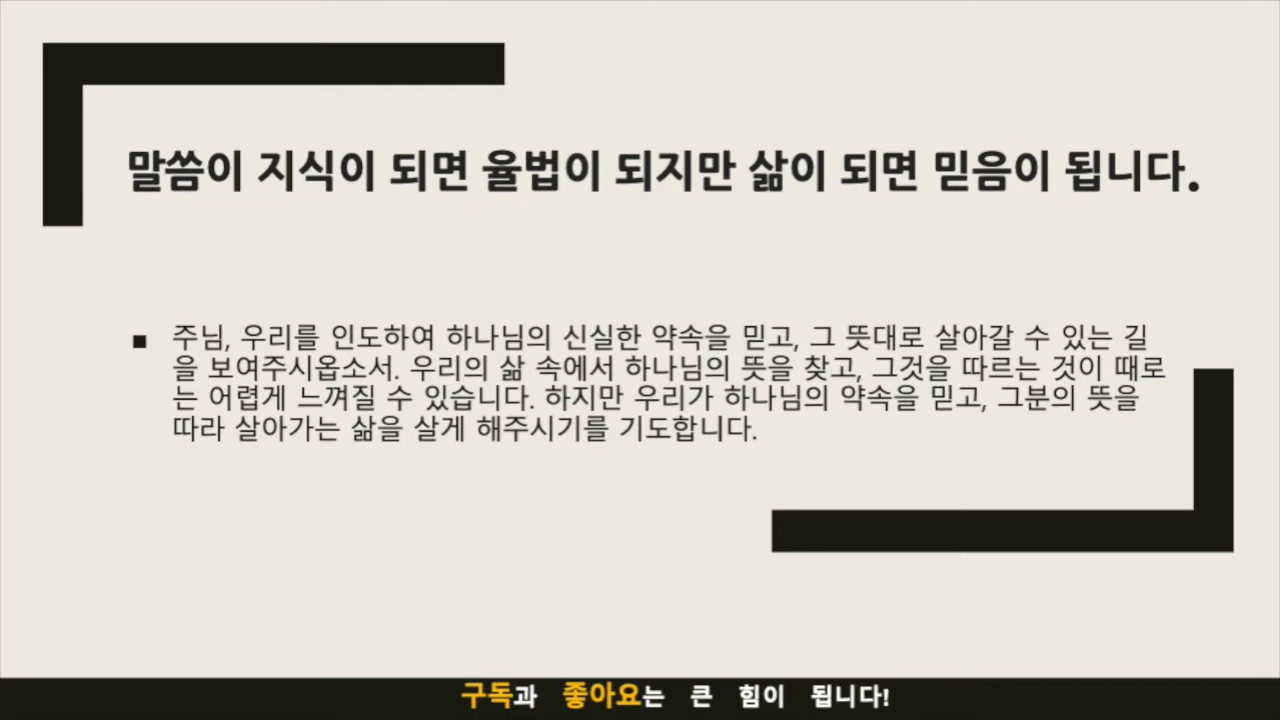 말씀이 지식이 되면 율법이 되지만 삶이 되면 믿음이 됩니다.
■ 주님, 우리를 인도하여 하나님의 신실한 약속을 믿고, 그 뜻대로 살아갈 수 있는 길
을 보여주시옵소서. 우리의 삶 속에서 하나님의 뜻을 찾고, 그것을 따르는 것이 때로
는 어렵게 느껴질 수 있습니다. 하지만 우리가 하나님의 약속을 믿고, 그분의 뜻을
따라 살아가는 삶을 살게 해주시기를 기도합니다.
구독과 좋아요는 큰 힘이 됩니다!